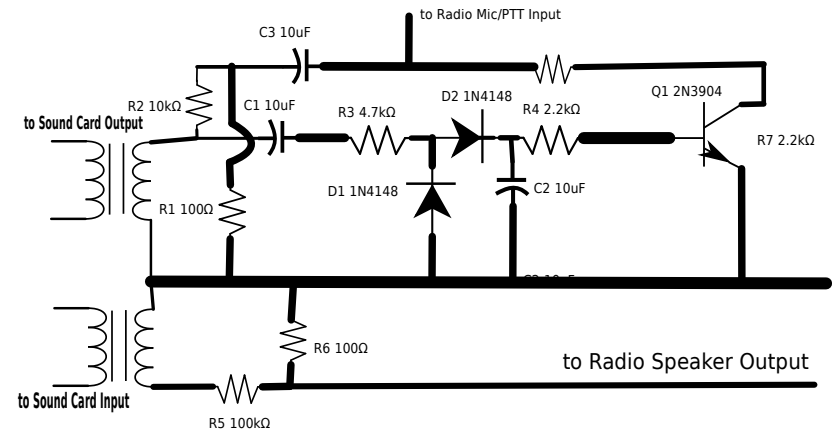 to Radio Mic/PTT Input
C3 10uF
Q1 2N3904
D2 1N4148
R2 10kΩ
C1 10uF
R3 4.7kΩ
R4 2.2kΩ
to Sound Card Output
R7 2.2kΩ
D1 1N4148
C2 10uF
R1 100Ω
R6 100Ω
to Radio Speaker Output
to Sound Card Input
R5 100kΩ